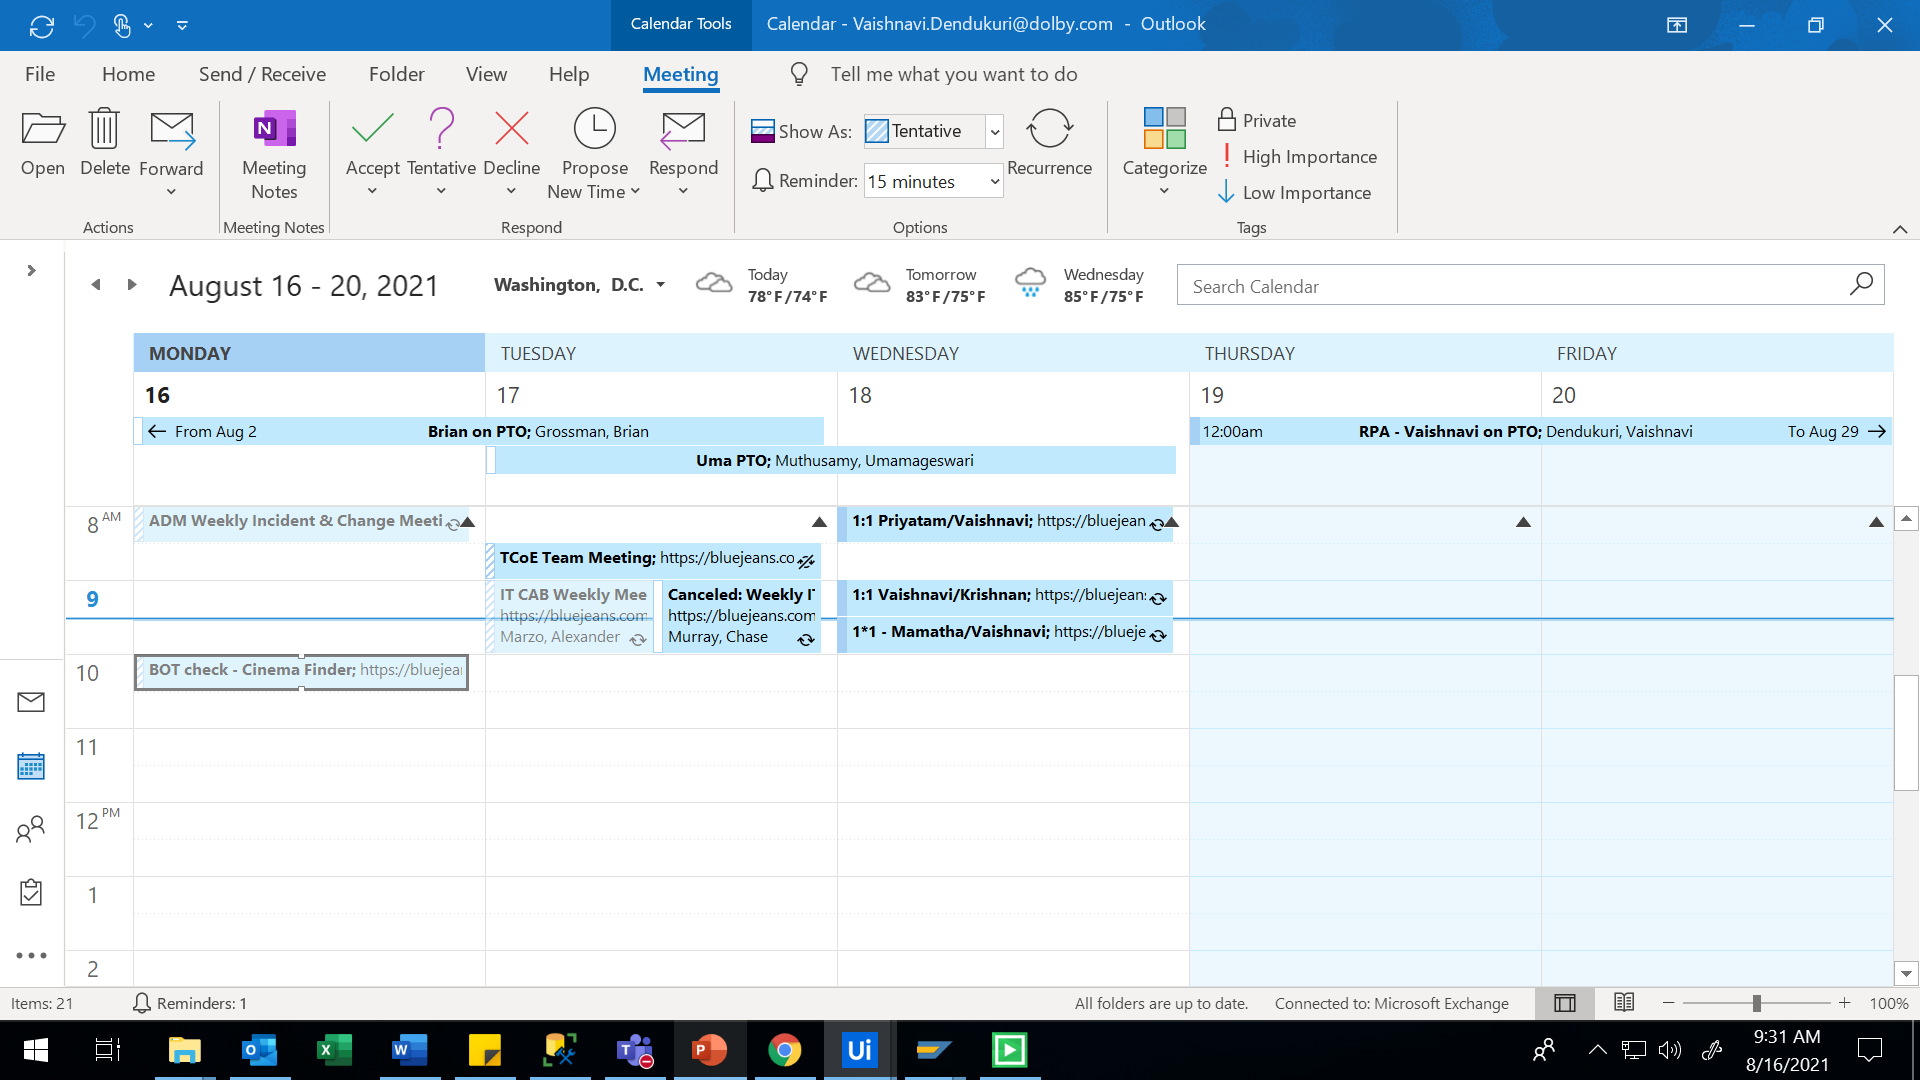 Calendar Tools
Calendar - Vaishnavi.Dendukuri@dolby.com - Outlook
File Home Send / Receive Folder View Help Meeting Tell me what you want to do
Open Delete Forward
Meeting Notes
Accept Tentative Decline Propose New Time Respond
Show As: Tentative
Reminder: 15 minutes
Recurrence
Categorize
Private
High Importance
Low Importance
Actions Meeting Notes Respond Options Tags
August 16 - 20, 2021
Washington, D.C.
Today
78°F/74°F
Tomorrow
83°F/75°F
Wednesday
85°F/75°F
Search Calendar
MONDAY TUESDAY WEDNESDAY THURSDAY FRIDAY
16 17 18 19 20
From Aug 2 Brian on PTO; Grossman, Brian
12:00am RPA - Vaishnavi on PTO; Dendukuri, Vaishnavi To Aug 29
Uma PTO; Muthusamy, Umamageswari
8 AM
ADM Weekly Incident & Change Meeti
1:1 Priyatam/Vaishnavi; https://bluejean
TCoE Team Meeting; https://bluejeans.co
9
IT CAB Weekly Mee
https://bluejeans.com
Marzo, Alexander
Canceled: Weekly IT
https://bluejeans.com
Murray, Chase
1:1 Vaishnavi/Krishnan; https://bluejeans
1*1 - Mamatha/Vaishnavi; https://blueje
10
BOT check - Cinema Finder; https://bluejea
11
12 PM
1
2
Items: 21 Reminders: 1
All folders are up to date. Connected to: Microsoft Exchange 100%
9:31 AM
8/16/2021